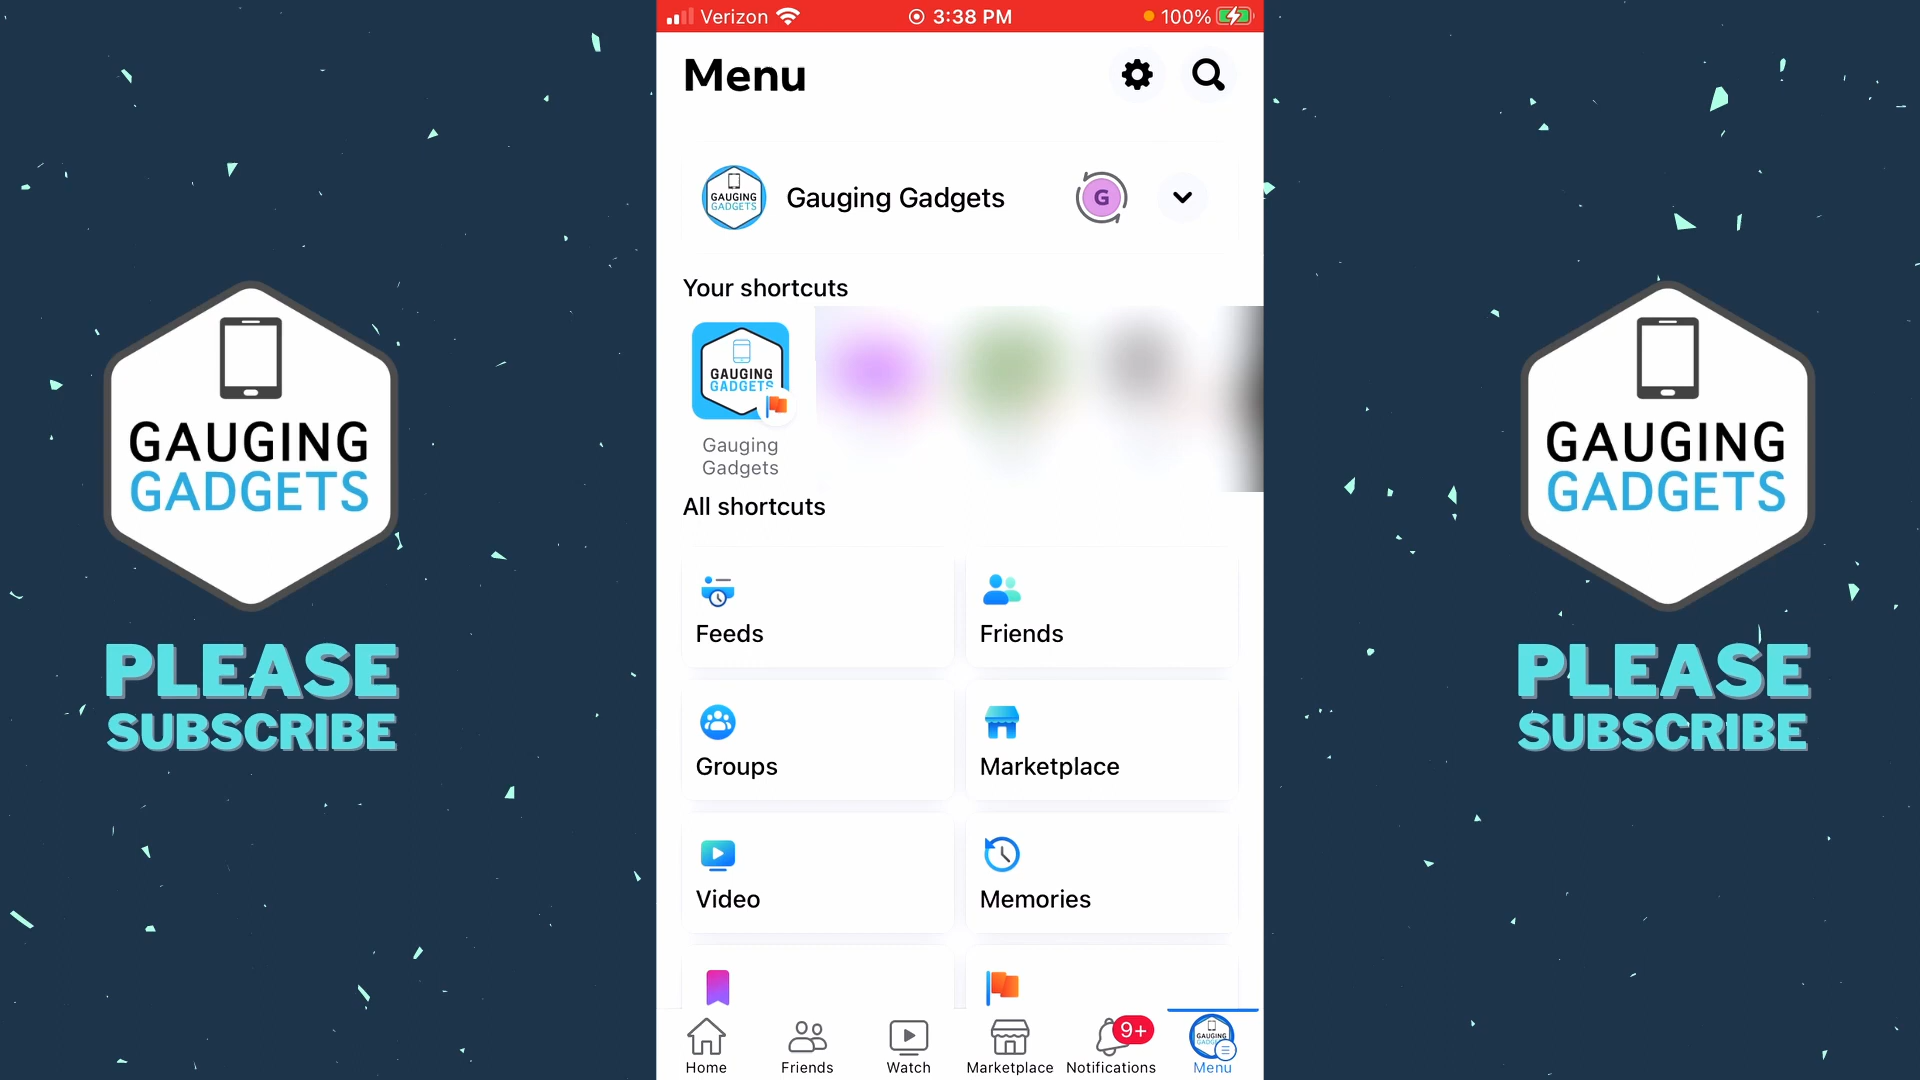 Verizon 3:38 PM 100%
Menu
GAUGING
GADGETS
Gauging Gadgets
G
Your shortcuts
GAUGING
GADGETS
Gauging
Gadgets
All shortcuts
Feeds
Friends
Groups
Marketplace
Video
Memories
9+
Home
Friends
Watch
Marketplace
Notifications
Menu
GAUGING
GADGETS
PLEASE
SUBSCRIBE
GAUGING
GADGETS
PLEASE
SUBSCRIBE